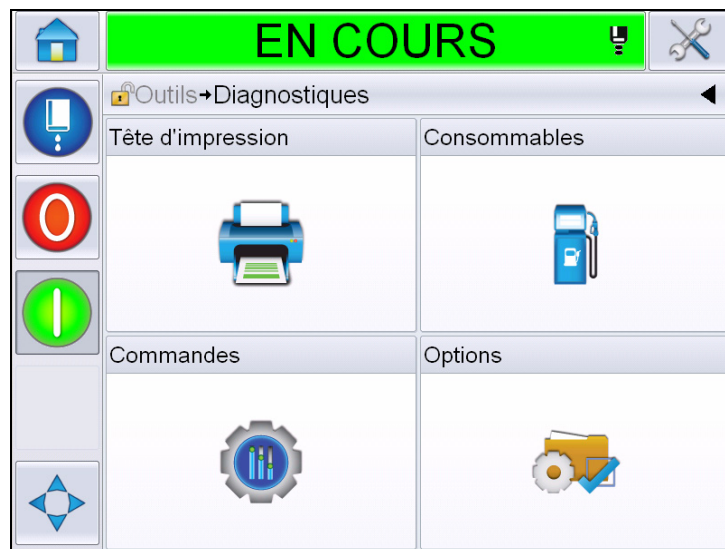 EN COURS
Outils→Diagnostiques
Tête d'impression
Consommables
Commandes
Options